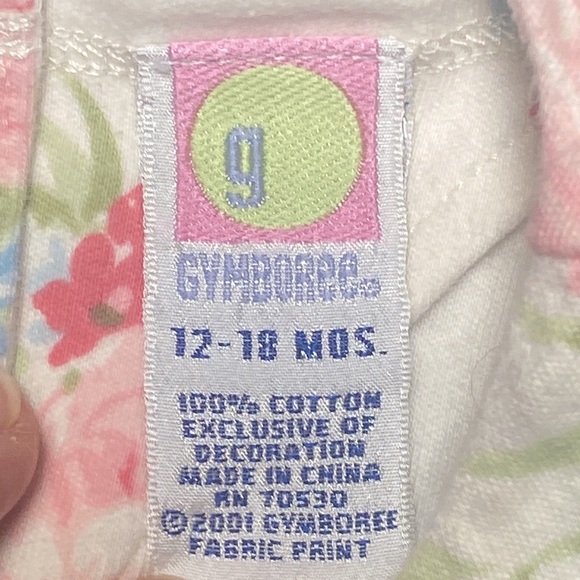 g
GYMBOREE
12-18 MOS.
100% COTTON
EXCLUSIVE OF
DECORATION
MADE IN CHINA
RN 70530
©2001 GYMBOREE
FABRIC PRINT